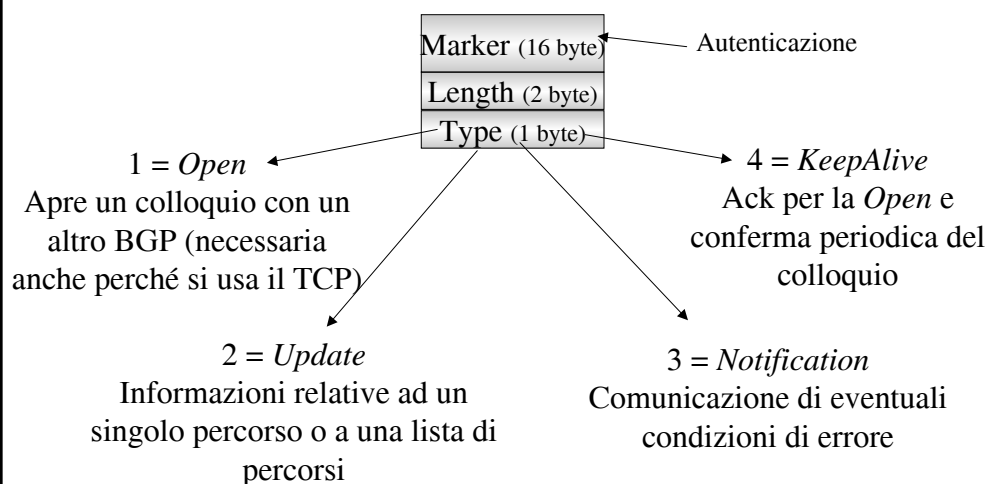 Marker (16 byte)
Autenticazione
Length (2 byte)
Type (1 byte)
1 = Open
Apre un colloquio con un
altro BGP (necessaria
anche perché si usa il TCP)
4 = KeepAlive
Ack per la Open e
conferma periodica del
colloquio
2 = Update
Informazioni relative ad un
singolo percorso o a una lista di
percorsi
3 = Notification
Comunicazione di eventuali
condizioni di errore